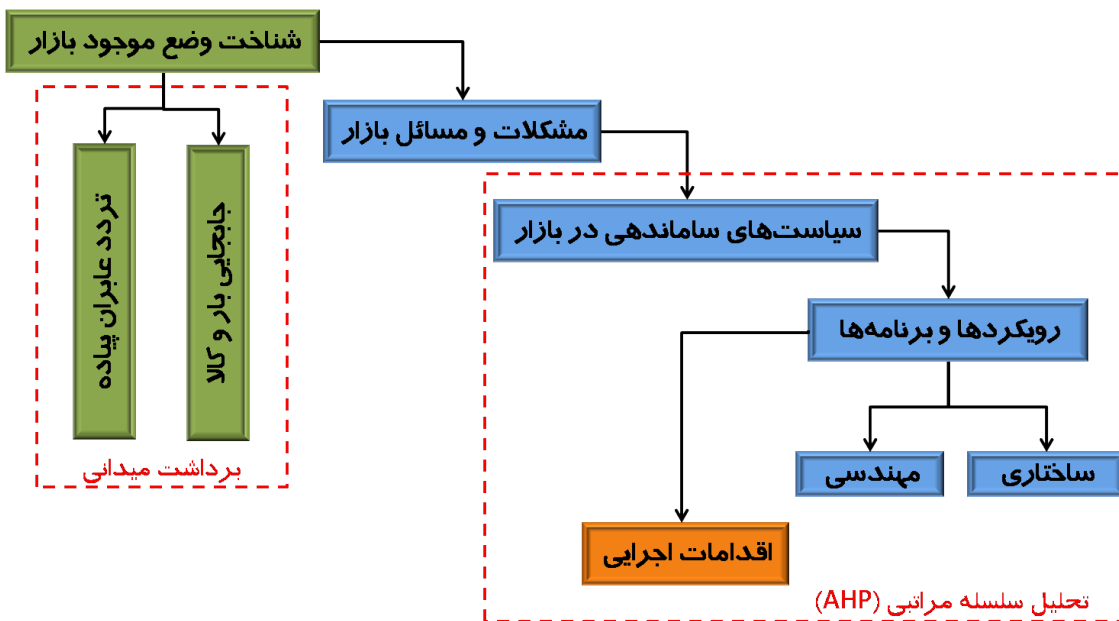 شناخت وضع موجود بازار
مشکلات و مسائل بازار
جابجایی بار و کالا
تردد عابران پیاده
برداشت میدانی
سیاست‌های ساماندهی در بازار
رویکردها و برنامه‌ها
ساختاری
مهندسی
اقدامات اجرایی
تحلیل سلسله مراتبی (AHP)